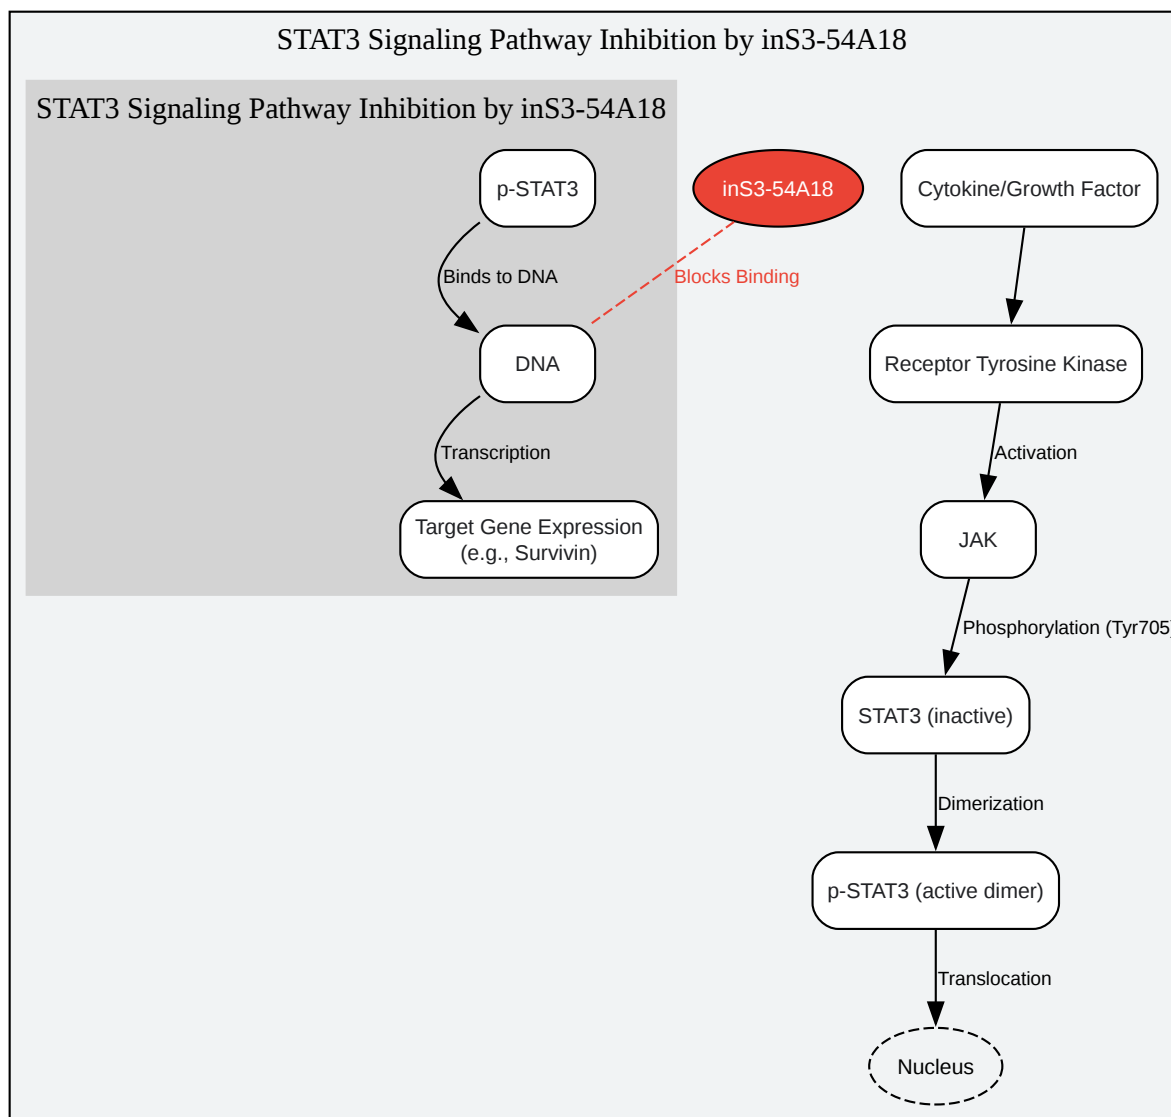 STAT3 Signaling Pathway Inhibition by inS3-54A18
STAT3 Signaling Pathway Inhibition by inS3-54A18
p-STAT3
inS3-54A18
Cytokine/Growth Factor
Binds to DNA
Blocks Binding
DNA
Receptor Tyrosine Kinase
Transcription
Activation
Target Gene Expression
(e.g., Survivin)
JAK
Phosphorylation (Tyr705)
STAT3 (inactive)
Dimerization
p-STAT3 (active dimer)
Translocation
Nucleus